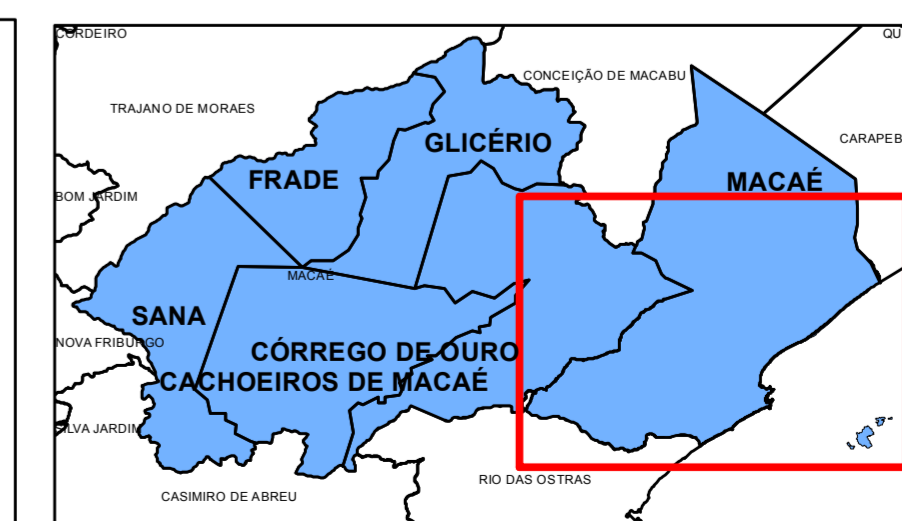 CORDEIRO
QU
CONCEIÇÃO DE MACABU
TRAJANO DE MORAES
GLICÉRIO
CARAPEB
FRADE
MACAÉ
BOM JARDIM
MACAÉ
SANA
NOVA FRIBURGO
CÓRREGO DE OURO
CACHOEIROS DE MACAÉ
SILVA JARDIM
RIO DAS OSTRAS
CASIMIRO DE ABREU